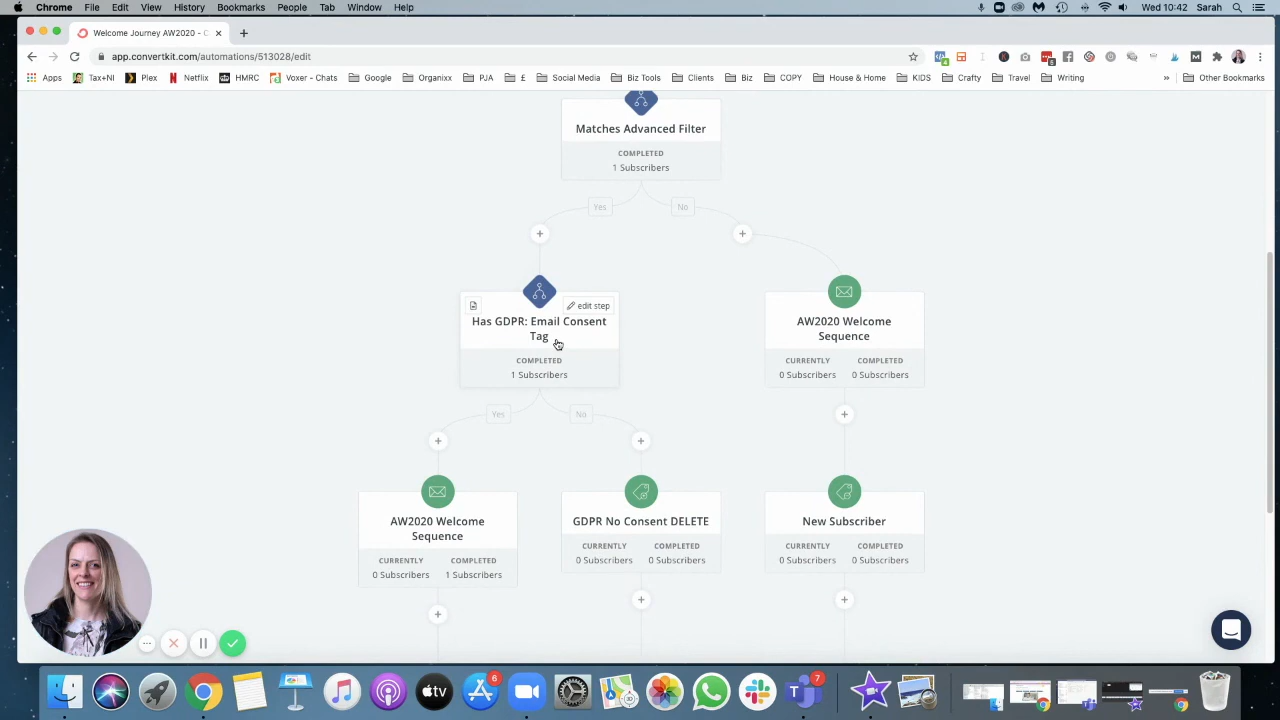 Chrome File Edit View History Bookmarks People Tab Window Help Wed 10:42 Sarah
Welcome Journey AW2020 - C
app.convertkit.com/automations/513028/edit
Apps Tax+NI Plex Netflix HMRC Voxer - Chats Google Organixx PJA £ Social Media Biz Tools Clients Biz COPY House & Home KIDS Crafty Travel Writing » Other Bookmarks
Matches Advanced Filter
COMPLETED
1 Subscribers
Yes No
edit step
Has GDPR: Email Consent
Tag
COMPLETED
1 Subscribers
AW2020 Welcome
Sequence
CURRENTLY COMPLETED
0 Subscribers 0 Subscribers
Yes No
AW2020 Welcome
Sequence
CURRENTLY COMPLETED
0 Subscribers 1 Subscribers
GDPR No Consent DELETE
CURRENTLY COMPLETED
0 Subscribers 0 Subscribers
New Subscriber
CURRENTLY COMPLETED
0 Subscribers 0 Subscribers
tv
6
7